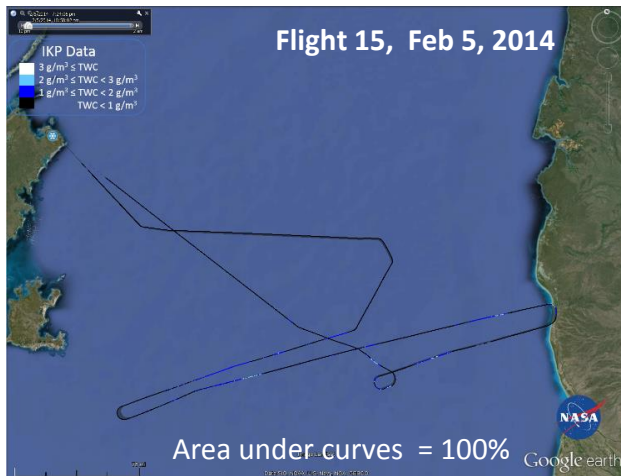 Flight 15, Feb 5, 2014
IKP Data
3 g/m³ ≤ TWC
2 g/m³ ≤ TWC < 3 g/m³
1 g/m³ ≤ TWC < 2 g/m³
TWC < 1 g/m³
NASA
Area under curves = 100%
Google earth